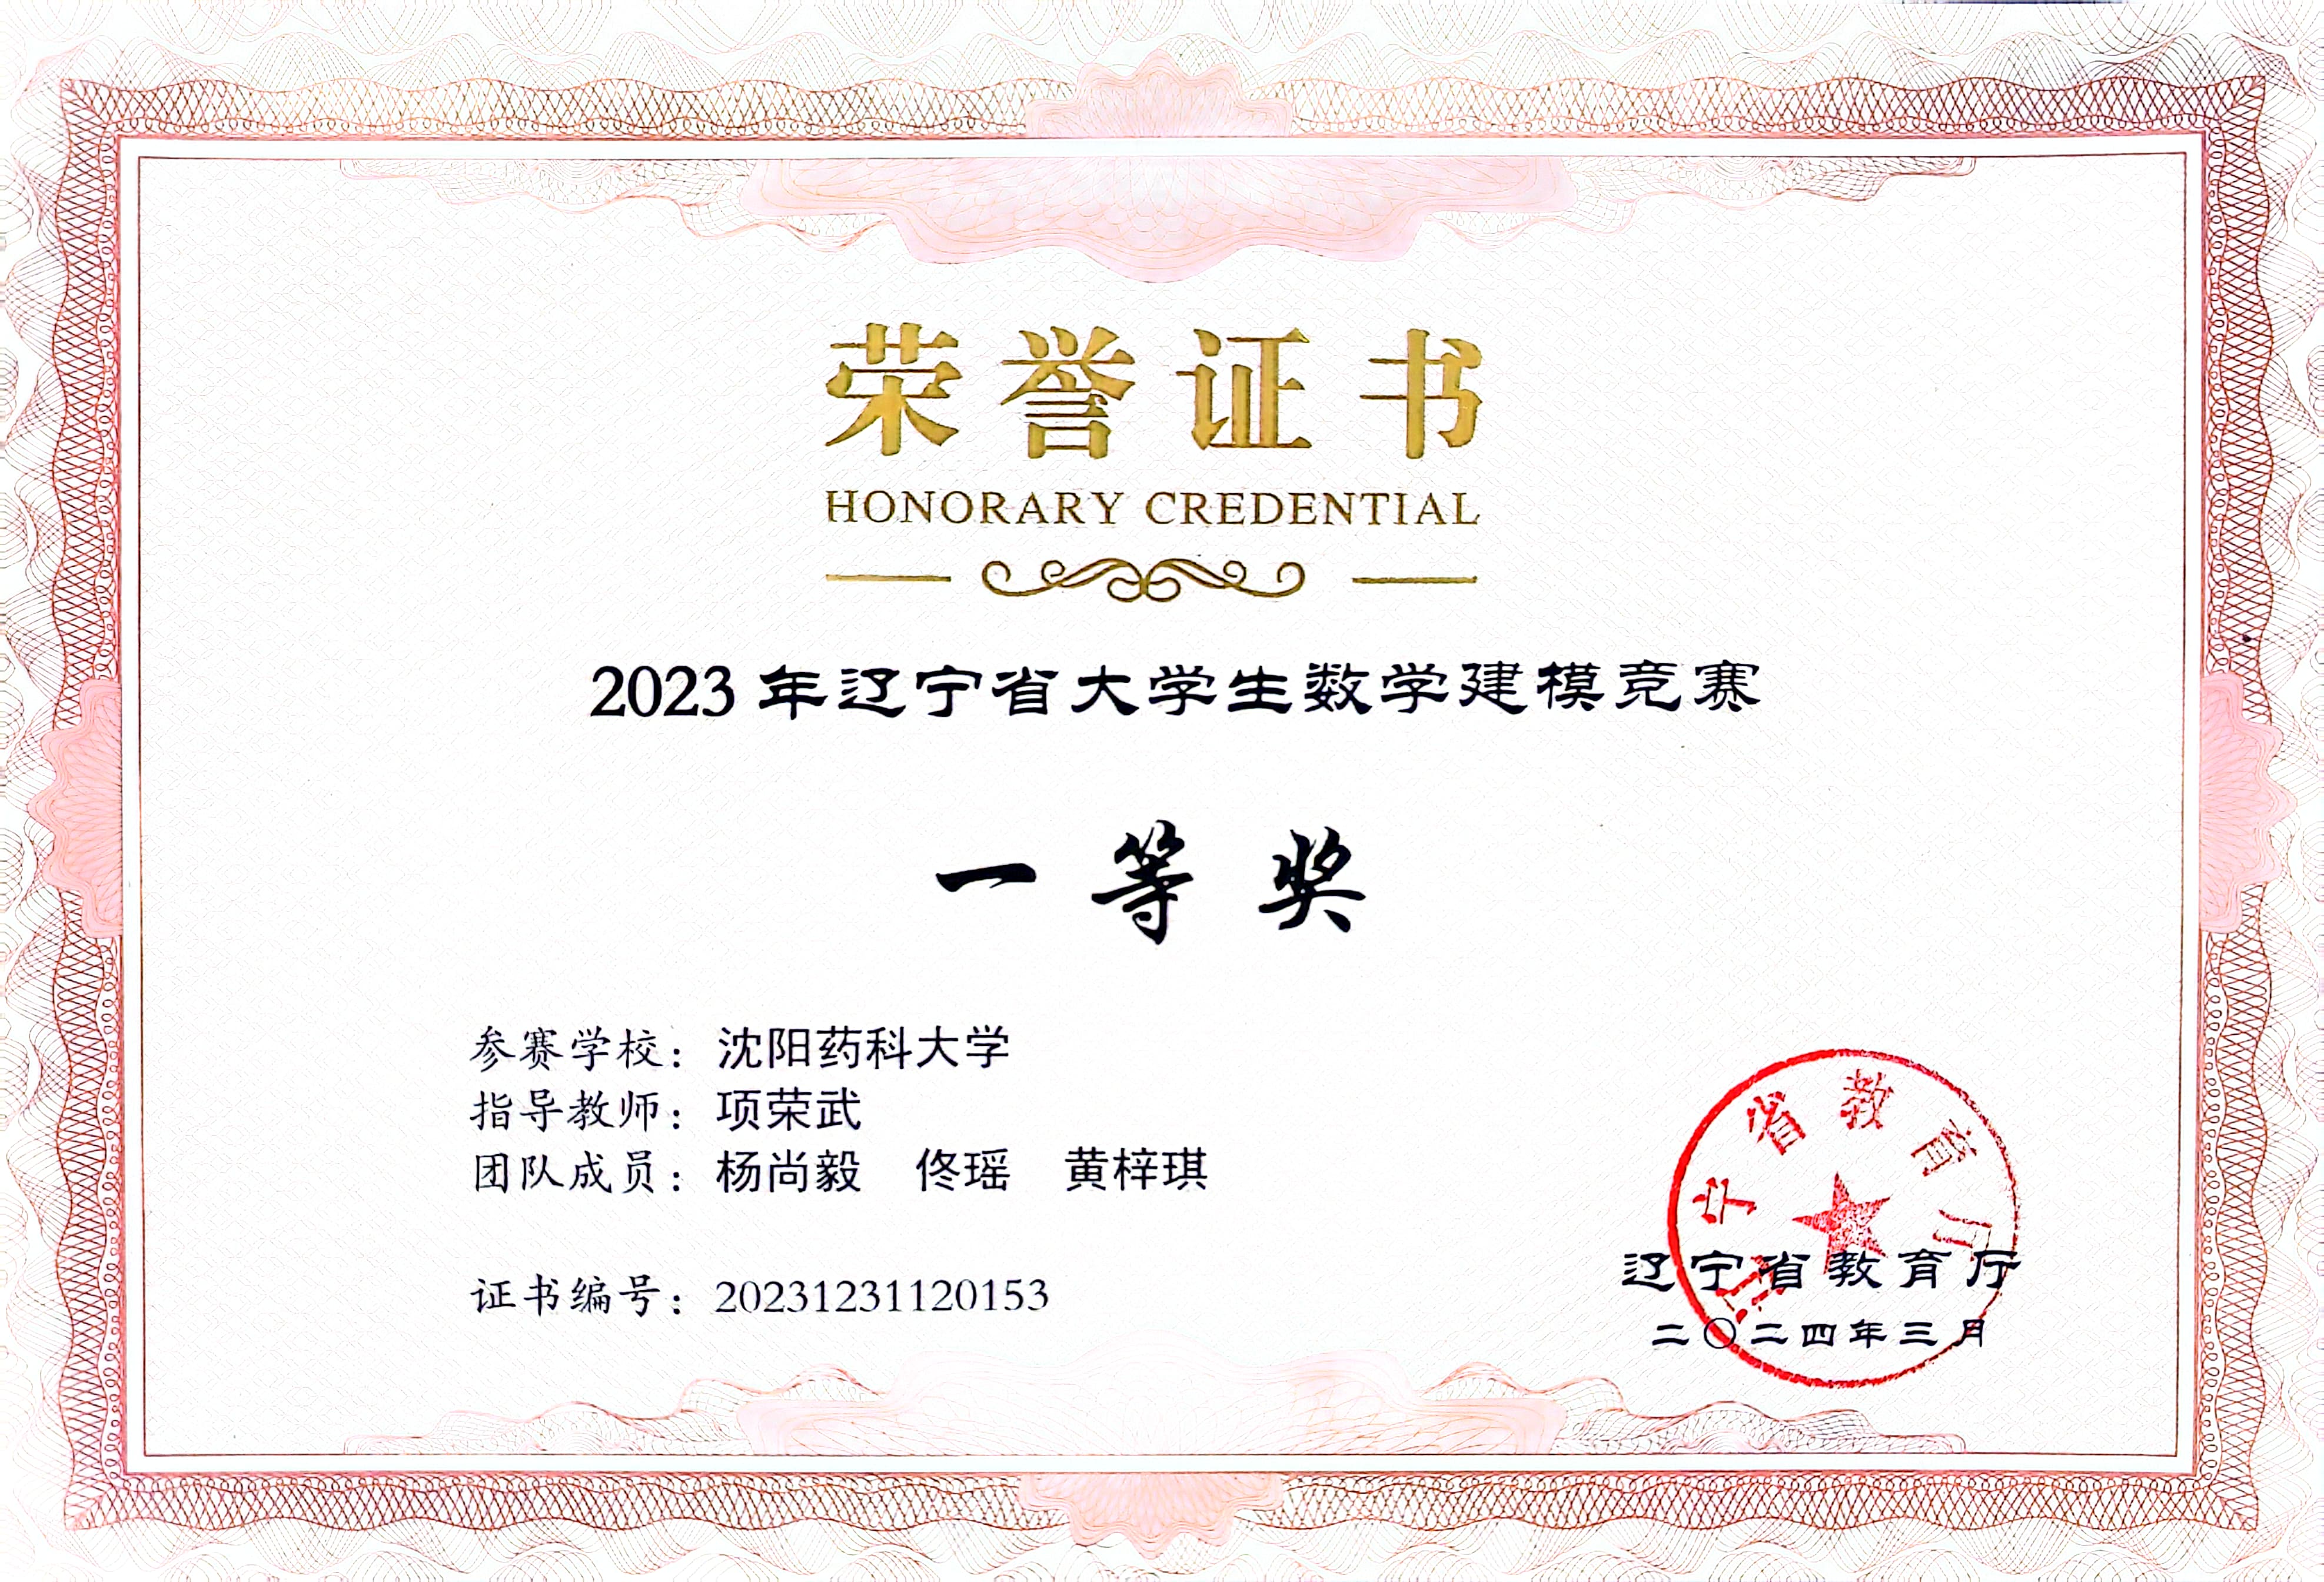 荣誉证书
HONORARY CREDENTIAL
2023年辽宁省大学生数学建模竞赛
一等奖
参赛学校：沈阳药科大学
指导教师：项荣武
团队成员：杨尚毅 佟瑶 黄梓琪
证书编号：20231231120153
辽宁省教育厅
辽宁省教育厅
二〇二四年三月